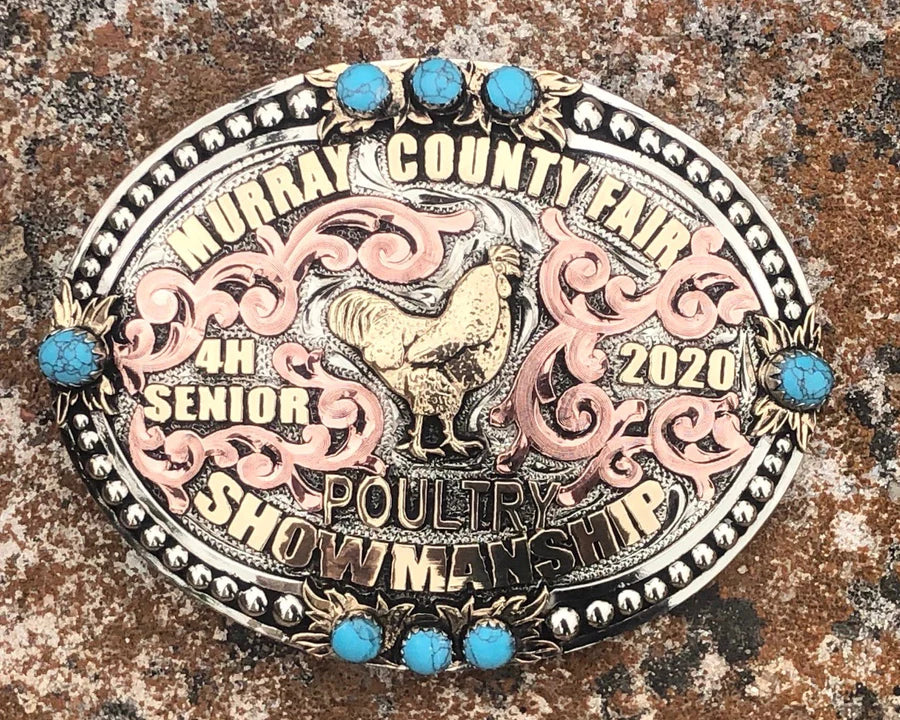 MURRAY COUNTY FAIR
4H
SENIOR
2020
POULTRY
SHOWMANSHIP